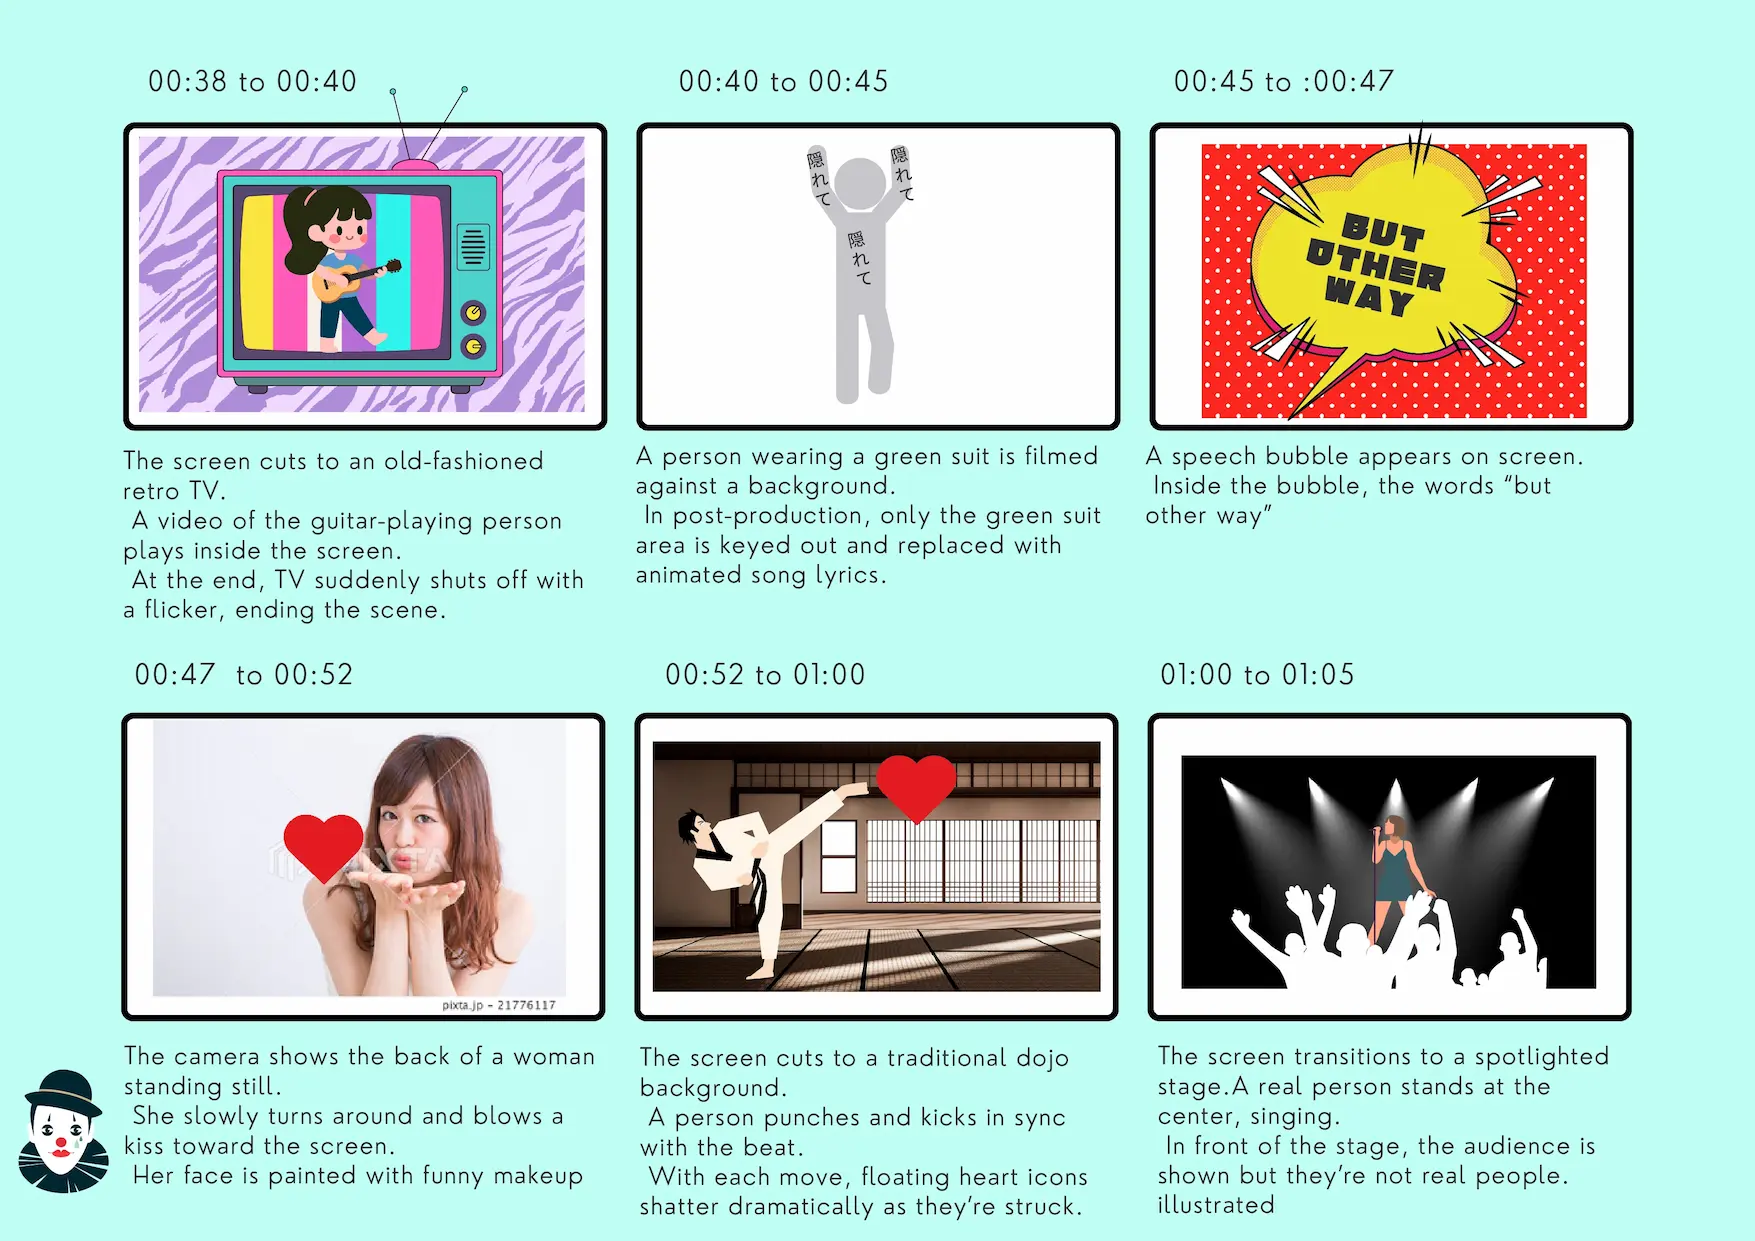 00:38 to 00:40
00:40 to 00:45
00:45 to :00:47
隠れて
隠れて
隠れて
BUT
OTHER
WAY
The screen cuts to an old-fashioned
retro TV.
A video of the guitar-playing person
plays inside the screen.
At the end, TV suddenly shuts off with
a flicker, ending the scene.
A person wearing a green suit is filmed
against a background.
In post-production, only the green suit
area is keyed out and replaced with
animated song lyrics.
A speech bubble appears on screen.
Inside the bubble, the words “but
other way”
00:47 to 00:52
00:52 to 01:00
01:00 to 01:05
PIXTA
pixta.jp - 21776117
The camera shows the back of a woman
standing still.
She slowly turns around and blows a
kiss toward the screen.
Her face is painted with funny makeup
The screen cuts to a traditional dojo
background.
A person punches and kicks in sync
with the beat.
With each move, floating heart icons
shatter dramatically as they’re struck.
The screen transitions to a spotlighted
stage.A real person stands at the
center, singing.
In front of the stage, the audience is
shown but they’re not real people.
illustrated